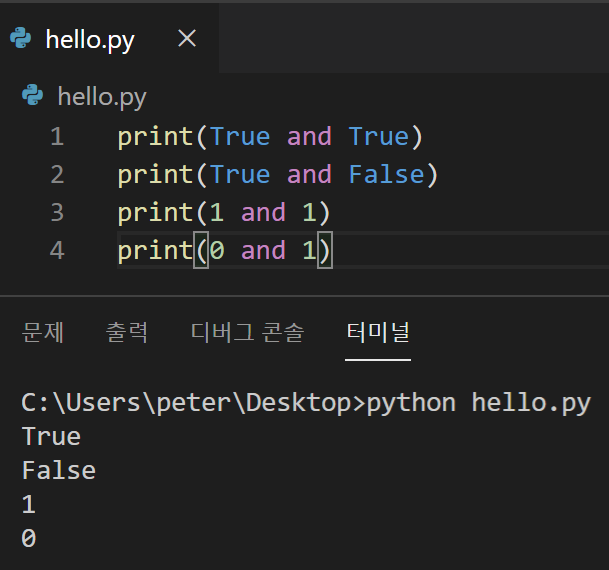 hello.py
hello.py
1 print(True and True)
2 print(True and False)
3 print(1 and 1)
4 print(0 and 1)
문제 출력 디버그 콘솔 터미널
C:\Users\peter\Desktop>python hello.py
True
False
1
0